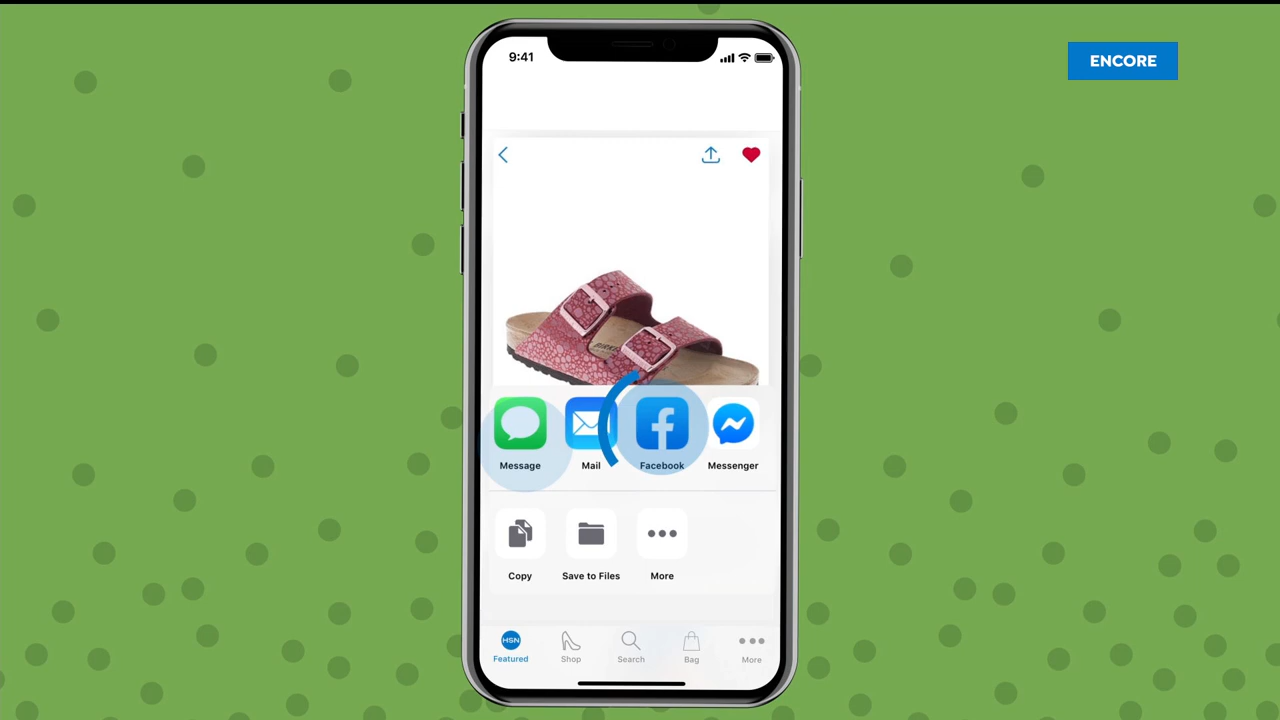 9:41
ENCORE
Message
Mail
Facebook
Messenger
Copy
Save to Files
More
HSN
Featured
Shop
Search
Bag
More